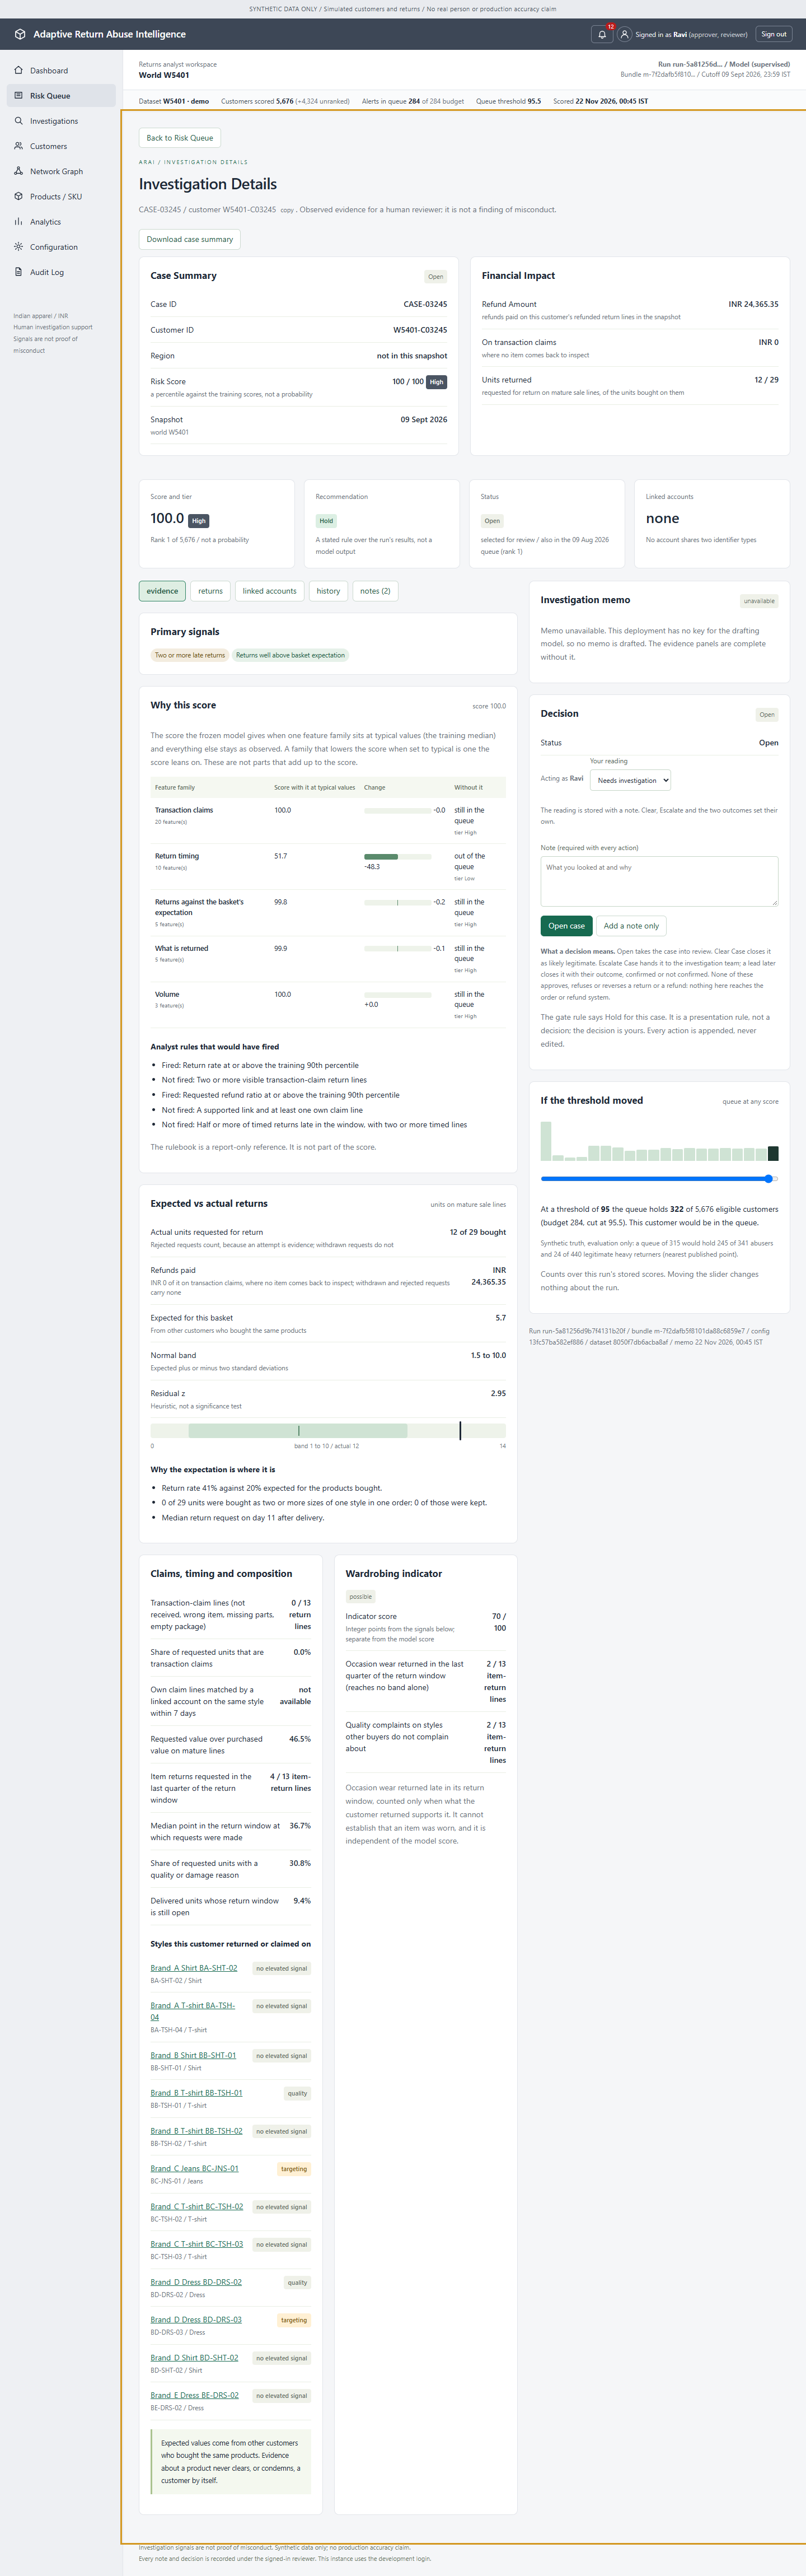 SYNTHETIC DATA ONLY / Simulated customers and returns / No real person or production accuracy claim
Adaptive Return Abuse Intelligence
12
Signed in as Ravi (approver, reviewer)
Sign out
Dashboard
Risk Queue
Investigations
Customers
Network Graph
Products / SKU
Analytics
Configuration
Audit Log
Indian apparel / INR
Human investigation support
Signals are not proof of
misconduct
Returns analyst workspace
World W5401
Run run-5a81256d... / Model (supervised)
Bundle m-7f2dafb5f810... / Cutoff 09 Sept 2026, 23:59 IST
Dataset W5401 · demo
Customers scored 5,676 (+4,324 unranked)
Alerts in queue 284 of 284 budget
Queue threshold 95.5
Scored 22 Nov 2026, 00:45 IST
Back to Risk Queue
ARAI / INVESTIGATION DETAILS
Investigation Details
CASE-03245 / customer W5401-C03245 copy . Observed evidence for a human reviewer: it is not a finding of misconduct.
Download case summary
Case Summary
Open
Case ID
CASE-03245
Customer ID
W5401-C03245
Region
not in this snapshot
Risk Score
100 / 100 High
a percentile against the training scores, not a probability
Snapshot
09 Sept 2026
world W5401
Financial Impact
Refund Amount
INR 24,365.35
refunds paid on this customer's refunded return lines in the snapshot
On transaction claims
INR 0
where no item comes back to inspect
Units returned
12 / 29
requested for return on mature sale lines, of the units bought on them
Score and tier
100.0 High
Rank 1 of 5,676 / not a probability
Recommendation
Hold
A stated rule over the run's results, not a
model output
Status
Open
selected for review / also in the 09 Aug 2026
queue (rank 1)
Linked accounts
none
No account shares two identifier types
evidence
returns
linked accounts
history
notes (2)
Primary signals
Two or more late returns
Returns well above basket expectation
Why this score
score 100.0
The score the frozen model gives when one feature family sits at typical values (the training median)
and everything else stays as observed. A family that lowers the score when set to typical is one the
score leans on. These are not parts that add up to the score.
Feature family
Score with it at typical values
Change
Without it
Transaction claims
20 feature(s)
100.0
-0.0
still in the
queue
tier High
Return timing
10 feature(s)
51.7
-48.3
out of the
queue
tier Low
Returns against the basket's
expectation
5 feature(s)
99.8
-0.2
still in the
queue
tier High
What is returned
5 feature(s)
99.9
-0.1
still in the
queue
tier High
Volume
3 feature(s)
100.0
+0.0
still in the
queue
tier High
Analyst rules that would have fired
Fired: Return rate at or above the training 90th percentile
Not fired: Two or more visible transaction-claim return lines
Fired: Requested refund ratio at or above the training 90th percentile
Not fired: A supported link and at least one own claim line
Not fired: Half or more of timed returns late in the window, with two or more timed lines
The rulebook is a report-only reference. It is not part of the score.
Expected vs actual returns
units on mature sale lines
Actual units requested for return
12 of 29 bought
Rejected requests count, because an attempt is evidence; withdrawn requests do not
Refunds paid
INR
24,365.35
INR 0 of it on transaction claims, where no item comes back to inspect; withdrawn and rejected requests
carry none
Expected for this basket
5.7
From other customers who bought the same products
Normal band
1.5 to 10.0
Expected plus or minus two standard deviations
Residual z
2.95
Heuristic, not a significance test
0
band 1 to 10 / actual 12
14
Why the expectation is where it is
Return rate 41% against 20% expected for the products bought.
0 of 29 units were bought as two or more sizes of one style in one order; 0 of those were kept.
Median return request on day 11 after delivery.
Claims, timing and composition
Transaction-claim lines (not
received, wrong item, missing parts,
empty package)
0 / 13
return
lines
Share of requested units that are
transaction claims
0.0%
Own claim lines matched by a
linked account on the same style
within 7 days
not
available
Requested value over purchased
value on mature lines
46.5%
Item returns requested in the
last quarter of the return
window
4 / 13 item-
return lines
Median point in the return window at
which requests were made
36.7%
Share of requested units with a
quality or damage reason
30.8%
Delivered units whose return window
is still open
9.4%
Styles this customer returned or claimed on
Brand_A Shirt BA-SHT-02
no elevated signal
BA-SHT-02 / Shirt
Brand_A T-shirt BA-TSH-
04
no elevated signal
BA-TSH-04 / T-shirt
Brand_B Shirt BB-SHT-01
no elevated signal
BB-SHT-01 / Shirt
Brand_B T-shirt BB-TSH-01
quality
BB-TSH-01 / T-shirt
Brand_B T-shirt BB-TSH-02
no elevated signal
BB-TSH-02 / T-shirt
Brand_C Jeans BC-JNS-01
targeting
BC-JNS-01 / Jeans
Brand_C T-shirt BC-TSH-02
no elevated signal
BC-TSH-02 / T-shirt
Brand_C T-shirt BC-TSH-03
no elevated signal
BC-TSH-03 / T-shirt
Brand_D Dress BD-DRS-02
quality
BD-DRS-02 / Dress
Brand_D Dress BD-DRS-03
targeting
BD-DRS-03 / Dress
Brand_D Shirt BD-SHT-02
no elevated signal
BD-SHT-02 / Shirt
Brand_E Dress BE-DRS-02
no elevated signal
BE-DRS-02 / Dress
Expected values come from other customers
who bought the same products. Evidence
about a product never clears, or condemns, a
customer by itself.
Wardrobing indicator
possible
Indicator score
70 /
100
Integer points from the signals below;
separate from the model score
Occasion wear returned in the last
quarter of the return window
(reaches no band alone)
2 / 13
item-
return
lines
Quality complaints on styles
other buyers do not complain
about
2 / 13
item-
return
lines
Occasion wear returned late in its return
window, counted only when what the
customer returned supports it. It cannot
establish that an item was worn, and it is
independent of the model score.
Investigation memo
unavailable
Memo unavailable. This deployment has no key for the drafting
model, so no memo is drafted. The evidence panels are complete
without it.
Decision
Open
Status
Open
Acting as Ravi
Your reading
Needs investigation
The reading is stored with a note. Clear, Escalate and the two outcomes set their
own.
Note (required with every action)
What you looked at and why
Open case
Add a note only
What a decision means. Open takes the case into review. Clear Case closes it
as likely legitimate. Escalate Case hands it to the investigation team; a lead later
closes it with their outcome, confirmed or not confirmed. None of these
approves, refuses or reverses a return or a refund: nothing here reaches the
order or refund system.
The gate rule says Hold for this case. It is a presentation rule, not a
decision: the decision is yours. Every action is appended, never
edited.
If the threshold moved
queue at any score
At a threshold of 95 the queue holds 322 of 5,676 eligible customers
(budget 284, cut at 95.5). This customer would be in the queue.
Synthetic truth, evaluation only: a queue of 315 would hold 245 of 341 abusers
and 24 of 440 legitimate heavy returners (nearest published point).
Counts over this run's stored scores. Moving the slider changes
nothing about the run.
Run run-5a81256d9b7f4131b20f / bundle m-7f2dafb5f8101da88c6859e7 / config
13fc57ba582ef886 / dataset 8050f7db6acba8af / memo 22 Nov 2026, 00:45 IST
Investigation signals are not proof of misconduct. Synthetic data only; no production accuracy claim.
Every note and decision is recorded under the signed-in reviewer. This instance uses the development login.